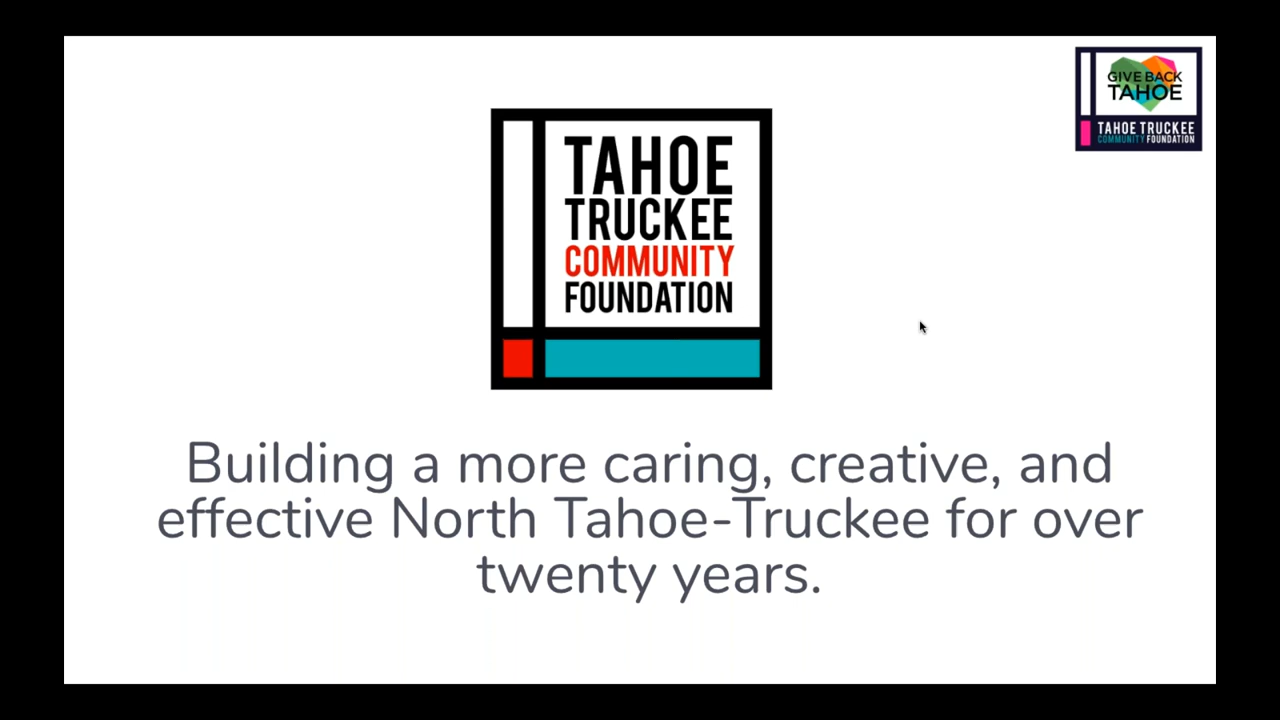 GIVE BACK
TAHOE
TAHOE TRUCKEE
COMMUNITY FOUNDATION
TAHOE
TRUCKEE
COMMUNITY
FOUNDATION
Building a more caring, creative, and
effective North Tahoe-Truckee for over
twenty years.